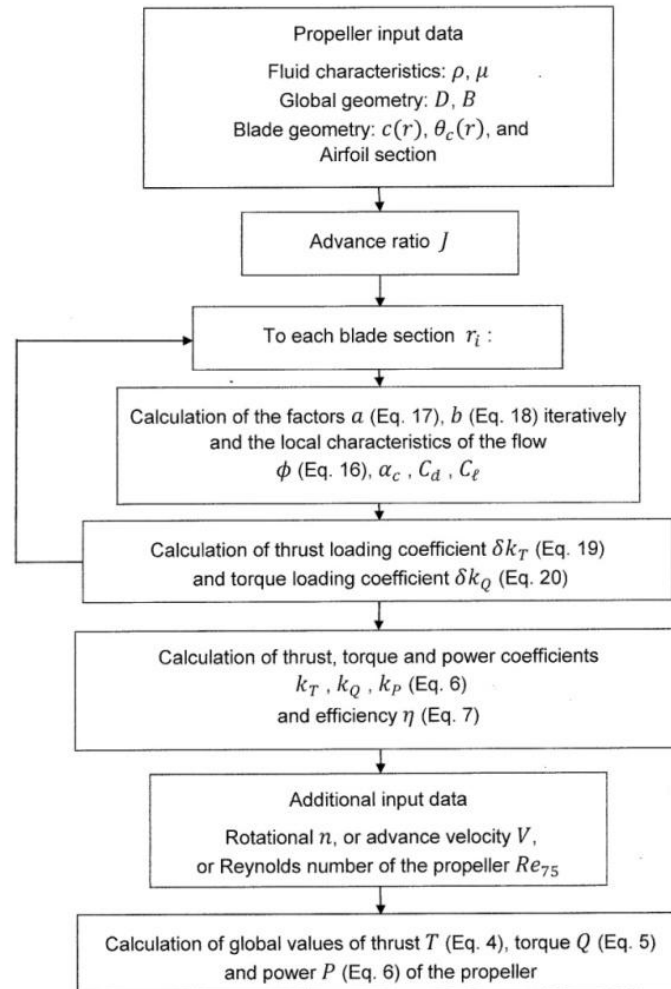 Propeller input data
Fluid characteristics: ρ, μ
Global geometry: D, B
Blade geometry: c(r), θ_c(r), and
Airfoil section
Advance ratio J
To each blade section r_i :
Calculation of the factors a (Eq. 17), b (Eq. 18) iteratively
and the local characteristics of the flow
ϕ (Eq. 16), α_c , C_d , C_ℓ
Calculation of thrust loading coefficient δk_T (Eq. 19)
and torque loading coefficient δk_Q (Eq. 20)
Calculation of thrust, torque and power coefficients
k_T , k_Q , k_P (Eq. 6)
and efficiency η (Eq. 7)
Additional input data
Rotational n, or advance velocity V,
or Reynolds number of the propeller Re_75
Calculation of global values of thrust T (Eq. 4), torque Q (Eq. 5)
and power P (Eq. 6) of the propeller